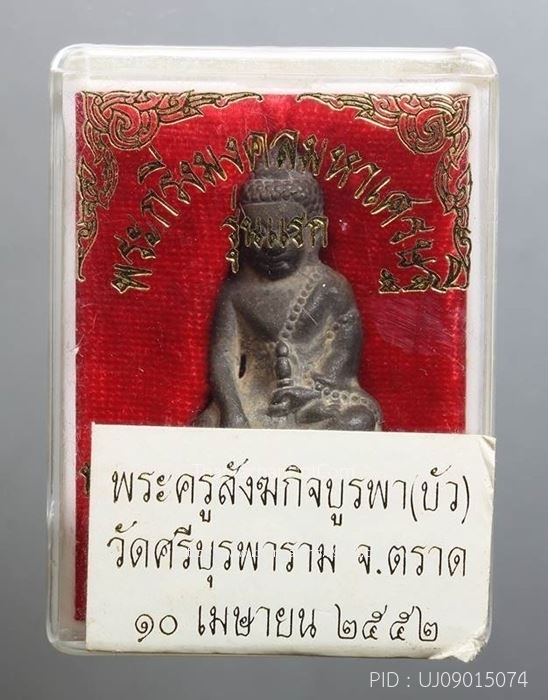 พระกริ่งมงคลมหาเศรษฐี
รุ่นแรก
พระครูสังฆกิจบูรพา(บัว)
วัดศรีบุรพาราม จ.ตราด
๑๐ เมษายน ๒๕๕๒
PID : UJ09015074